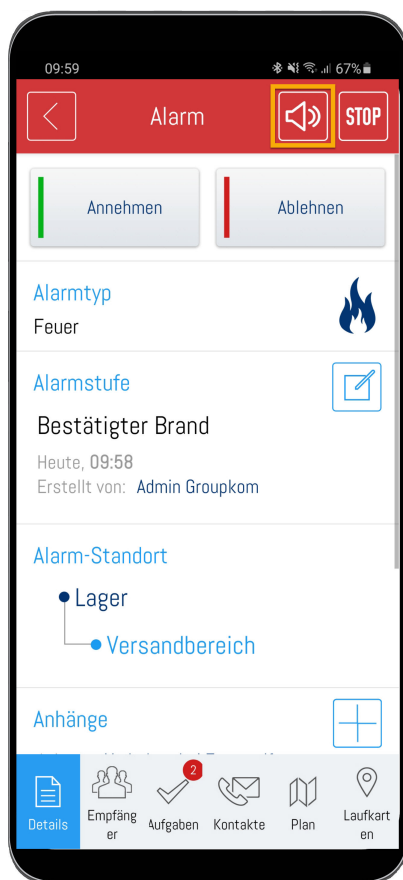 09:59 67%
Alarm STOP
Annehmen Ablehnen
Alarmtyp
Feuer
Alarmstufe
Bestätigter Brand
Heute, 09:58
Erstellt von: Admin Groupkom
Alarm-Standort
Lager
Versandbereich
Anhänge
2
Details
Empfäng
er
Aufgaben
Kontakte
Plan
Laufkart
en